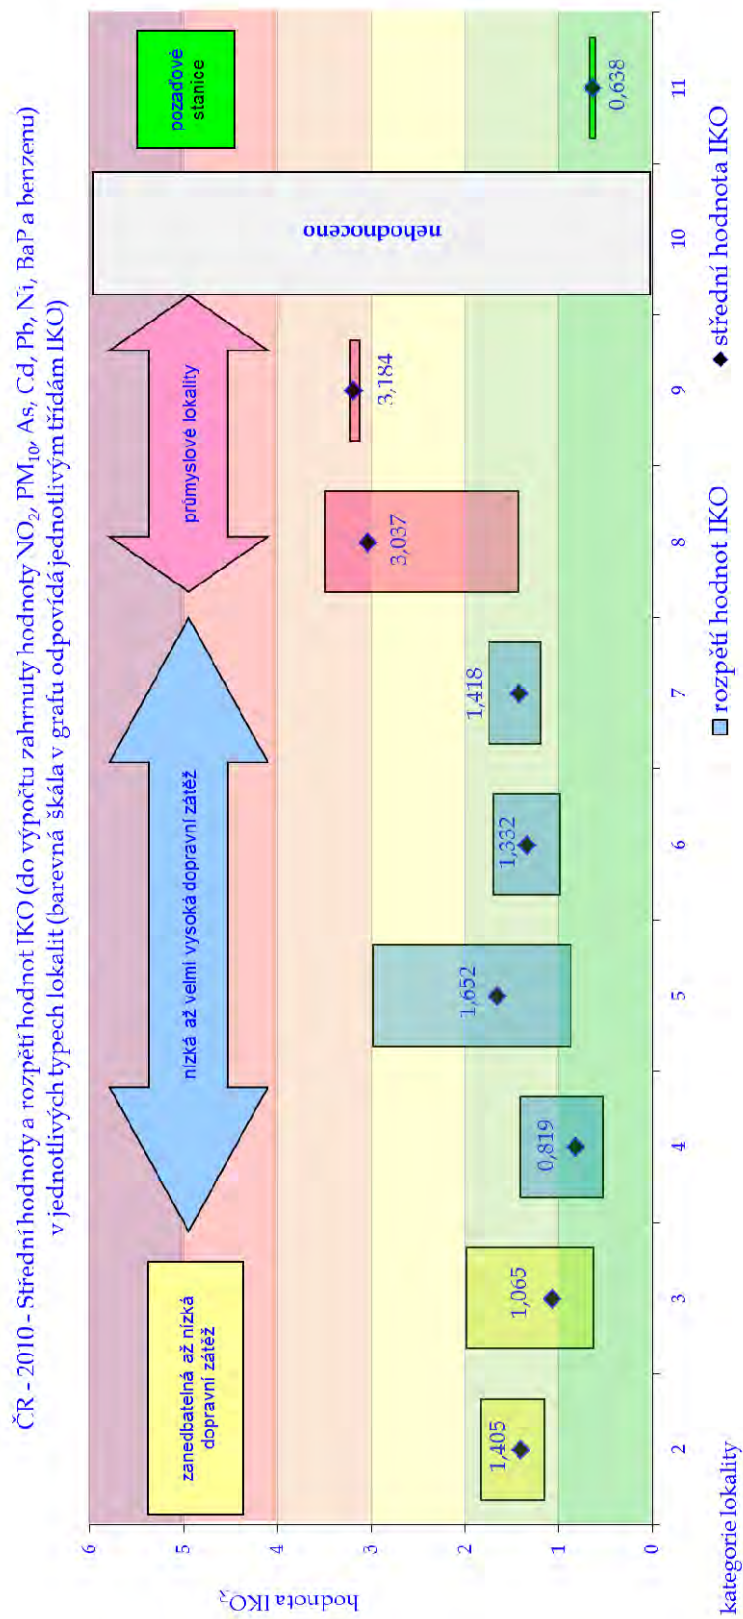 ČR - 2010 - Střední hodnoty a rozpětí hodnot IKO (do výpočtu zahrnuty hodnoty NO₂, PM₁₀, As, Cd, Pb, Ni, BaP a benzenu)
v jednotlivých typech lokalit (barevná škála v grafu odpovídá jednotlivým třídám IKO)
hodnota IKO
6
5
4
3
2
1
0
zanedbatelná až nízká
dopravní zátěž
nízká až velmi vysoká dopravní zátěž
průmyslové lokality
nehodnoceno
pozaďové
stanice
1,405
1,065
0,819
1,652
1,332
1,418
3,037
3,184
0,638
2
3
4
5
6
7
8
9
10
11
kategorie lokality
rozpětí hodnot IKO
střední hodnota IKO